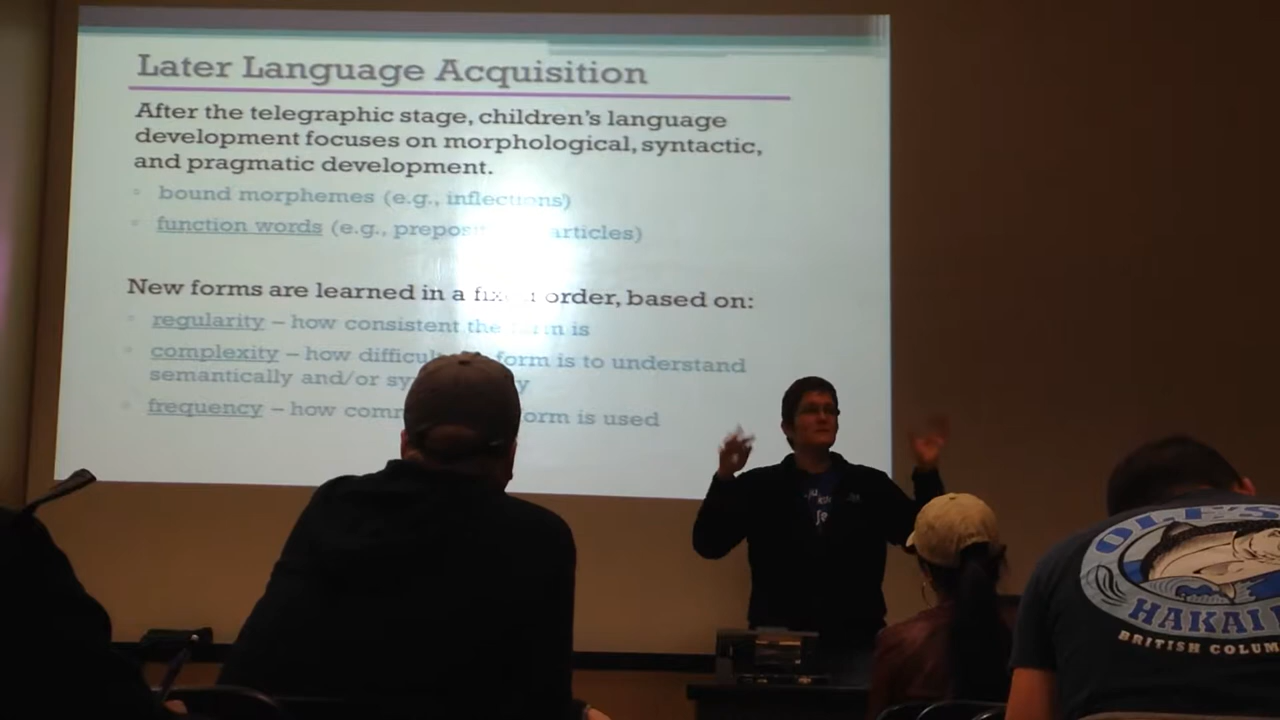 Later Language Acquisition
After the telegraphic stage, children's language
development focuses on morphological, syntactic,
and pragmatic development.
bound morphemes (e.g., inflections)
function words (e.g., articles)
New forms are learned in a order, based on:
regularity – how consistent the is
complexity – how form is to understand
semantically and/or
frequency – how is used
OLE'S
HAKAI
BRITISH